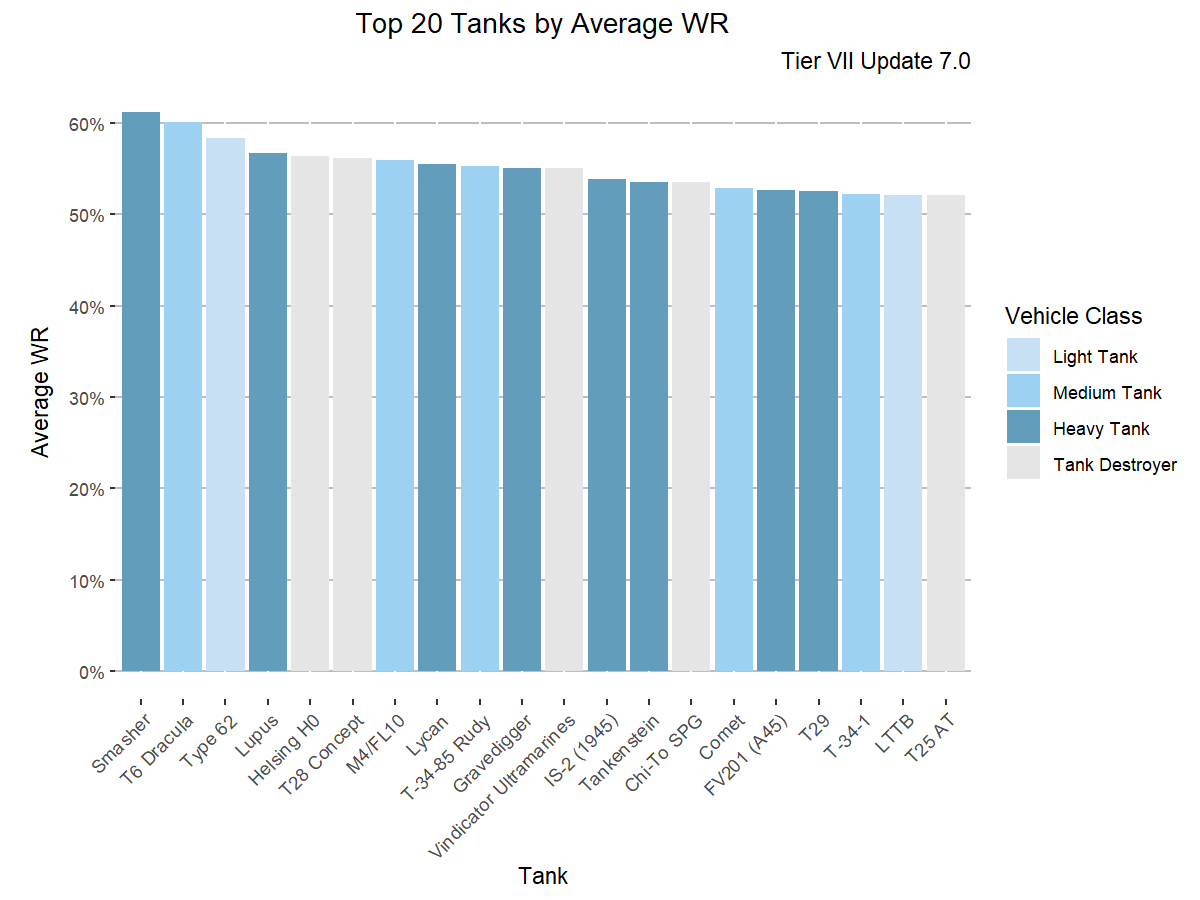 Top 20 Tanks by Average WR
Tier VII Update 7.0
Average WR
60%
50%
40%
30%
20%
10%
0%
Smasher
T6 Dracula
Type 62
Lupus
Helsing H0
T28 Concept
M4/FL10
Lycan
T-34-85 Rudy
Gravedigger
Vindicator Ultramarines
IS-2 (1945)
Tankenstein
Chi-To SPG
Comet
FV201 (A45)
T29
T-34-1
LTTB
T25 AT
Tank
Vehicle Class
Light Tank
Medium Tank
Heavy Tank
Tank Destroyer